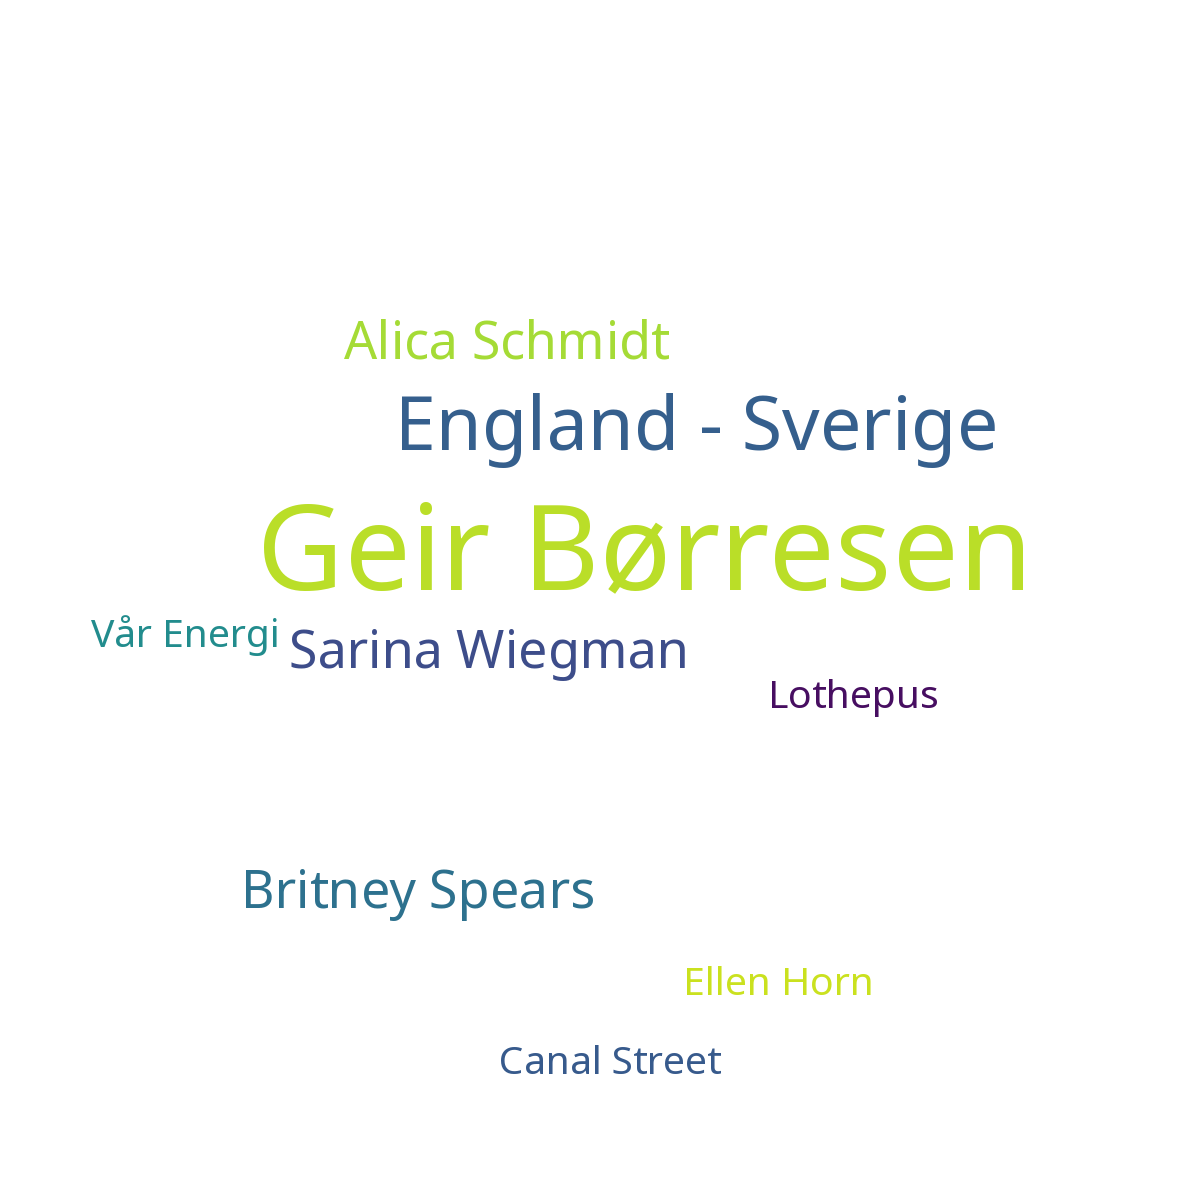 Alica Schmidt
England - Sverige
Geir Børresen
Vår Energi
Sarina Wiegman
Lothepus
Britney Spears
Ellen Horn
Canal Street